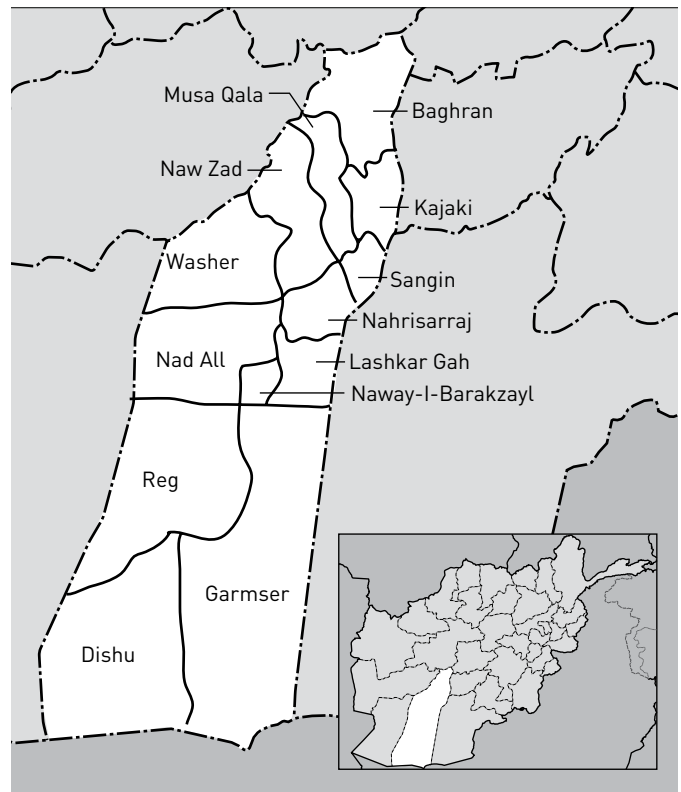 Musa Qala
Baghran
Naw Zad
Kajaki
Washer
Sangin
Nahrisarraj
Nad All
Lashkar Gah
Naway-I-Barakzayl
Reg
Garmser
Dishu